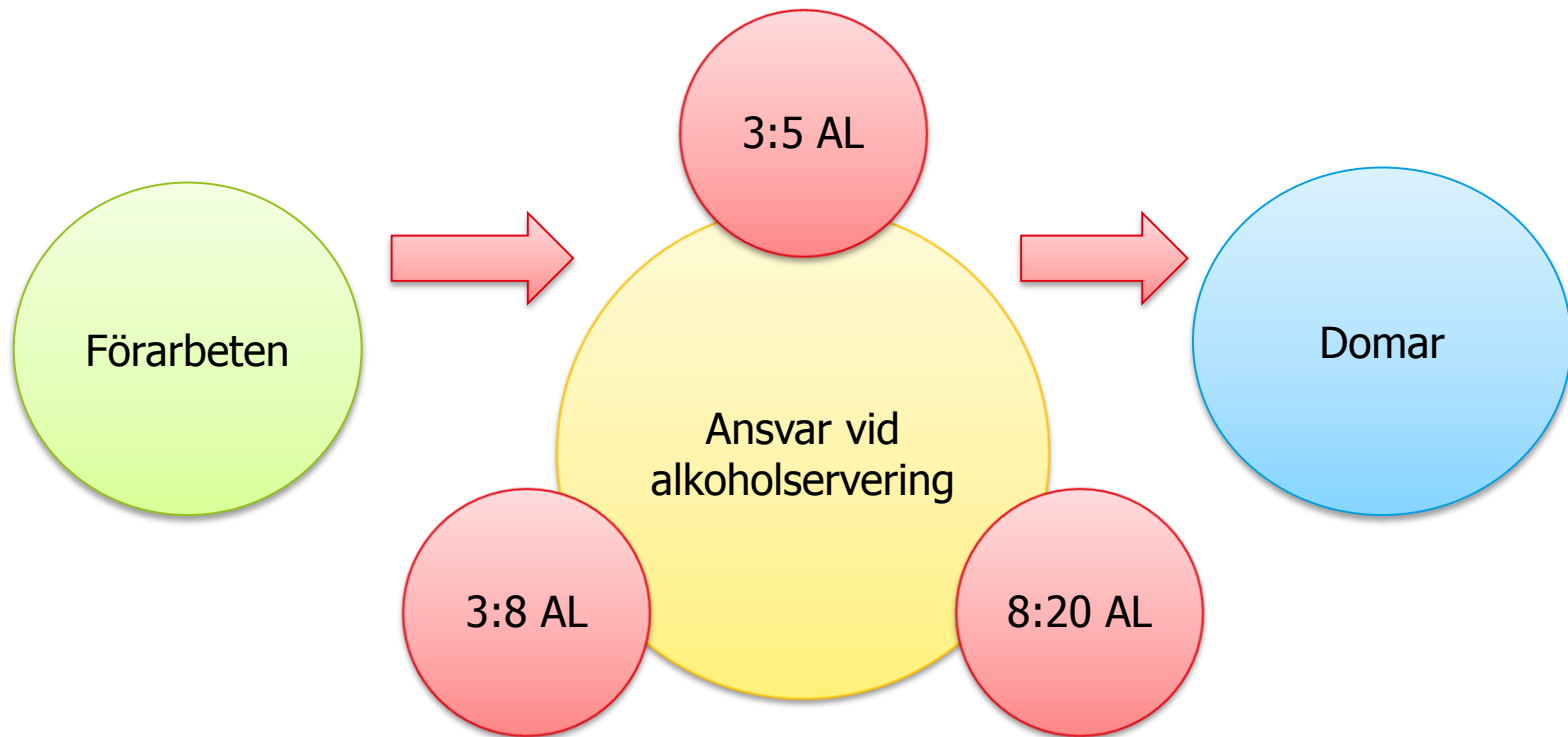 3:5 AL
Förarbeten
Domar
Ansvar vid
alkoholservering
3:8 AL
8:20 AL